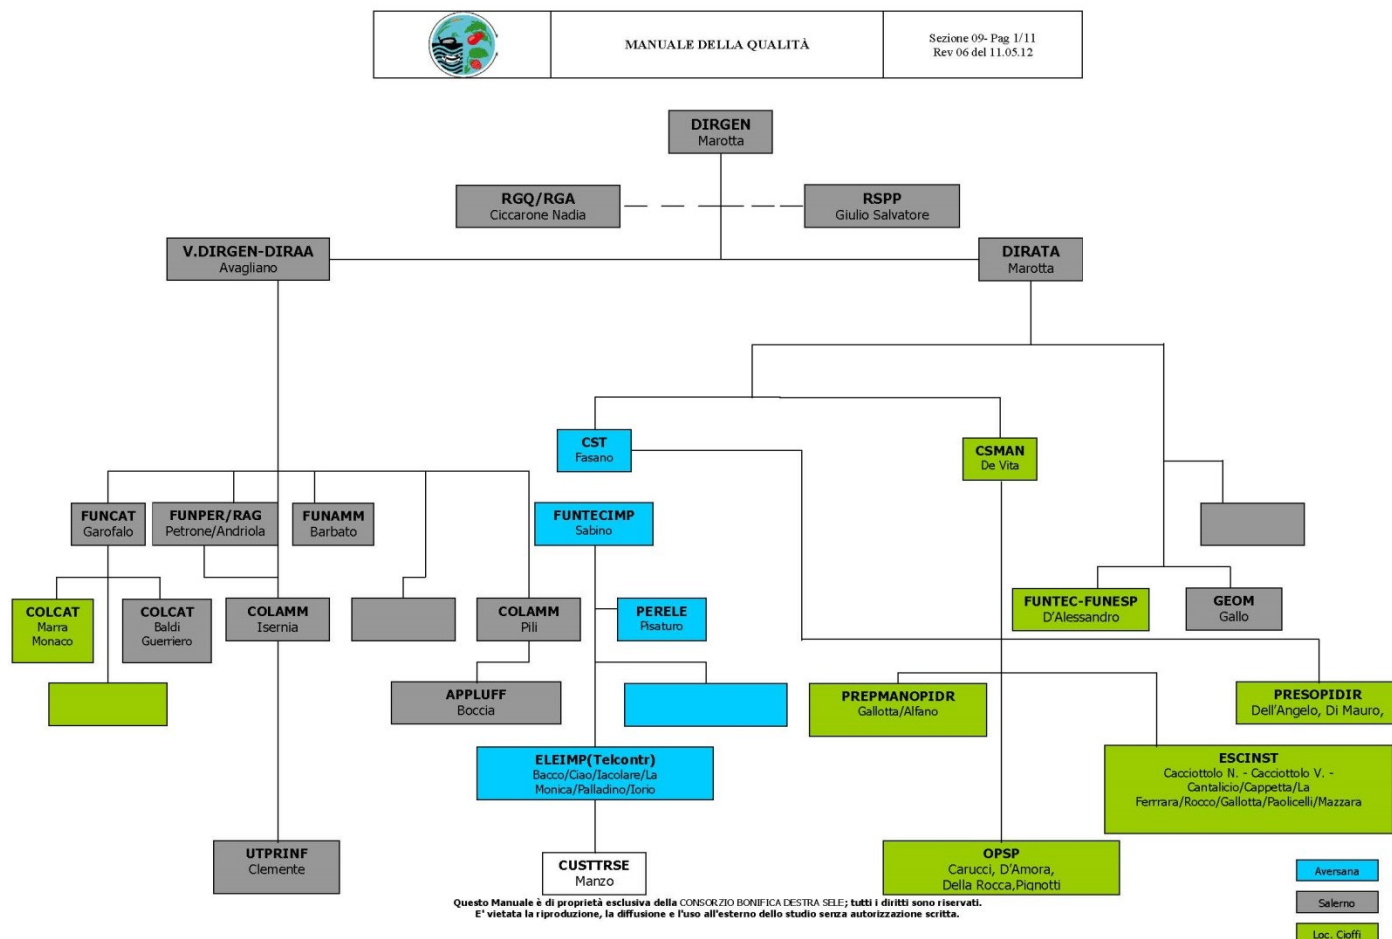 MANUALE DELLA QUALITÀ
Sezione 09- Pag 1/11
Rev 06 del 11.05.12
DIRGEN
Marotta
RGQ/RGA
Ciccarone Nadia
RSPP
Giulio Salvatore
V.DIRGEN-DIRAA
Avagliano
DIRATA
Marotta
CST
Fasano
CSMAN
De Vita
FUNCAT
Garofalo
FUNPER/RAG
Petrone/Andriola
FUNAMM
Barbato
FUNTECIMP
Sabino
COLCAT
Marra
Monaco
COLCAT
Baldi
Guerriero
COLAMM
Isernia
COLAMM
Pili
PERELE
Pisaturo
FUNTEC-FUNESP
D'Alessandro
GEOM
Gallo
APPLUFF
Boccia
PREPMANOPIDR
Gallotta/Alfano
PRESOPIDIR
Dell'Angelo, Di Mauro,
ELEIMP(Telcontr)
Bacco/Ciao/Iacolare/La
Monica/Palladino/Iorio
ESCINST
Cacciottolo N. - Cacciottolo V. -
Cantalicio/Cappetta/La
Ferrrara/Rocco/Gallotta/Paolicelli/Mazzara
UTPRINF
Clemente
CUSTTRSE
Manzo
OPSP
Carucci, D'Amora,
Della Rocca,Pignotti
Aversana
Salerno
Loc. Cioffi
Questo Manuale è di proprietà esclusiva della CONSORZIO BONIFICA DESTRA SELE; tutti i diritti sono riservati.
E' vietata la riproduzione, la diffusione e l'uso all'esterno dello studio senza autorizzazione scritta.